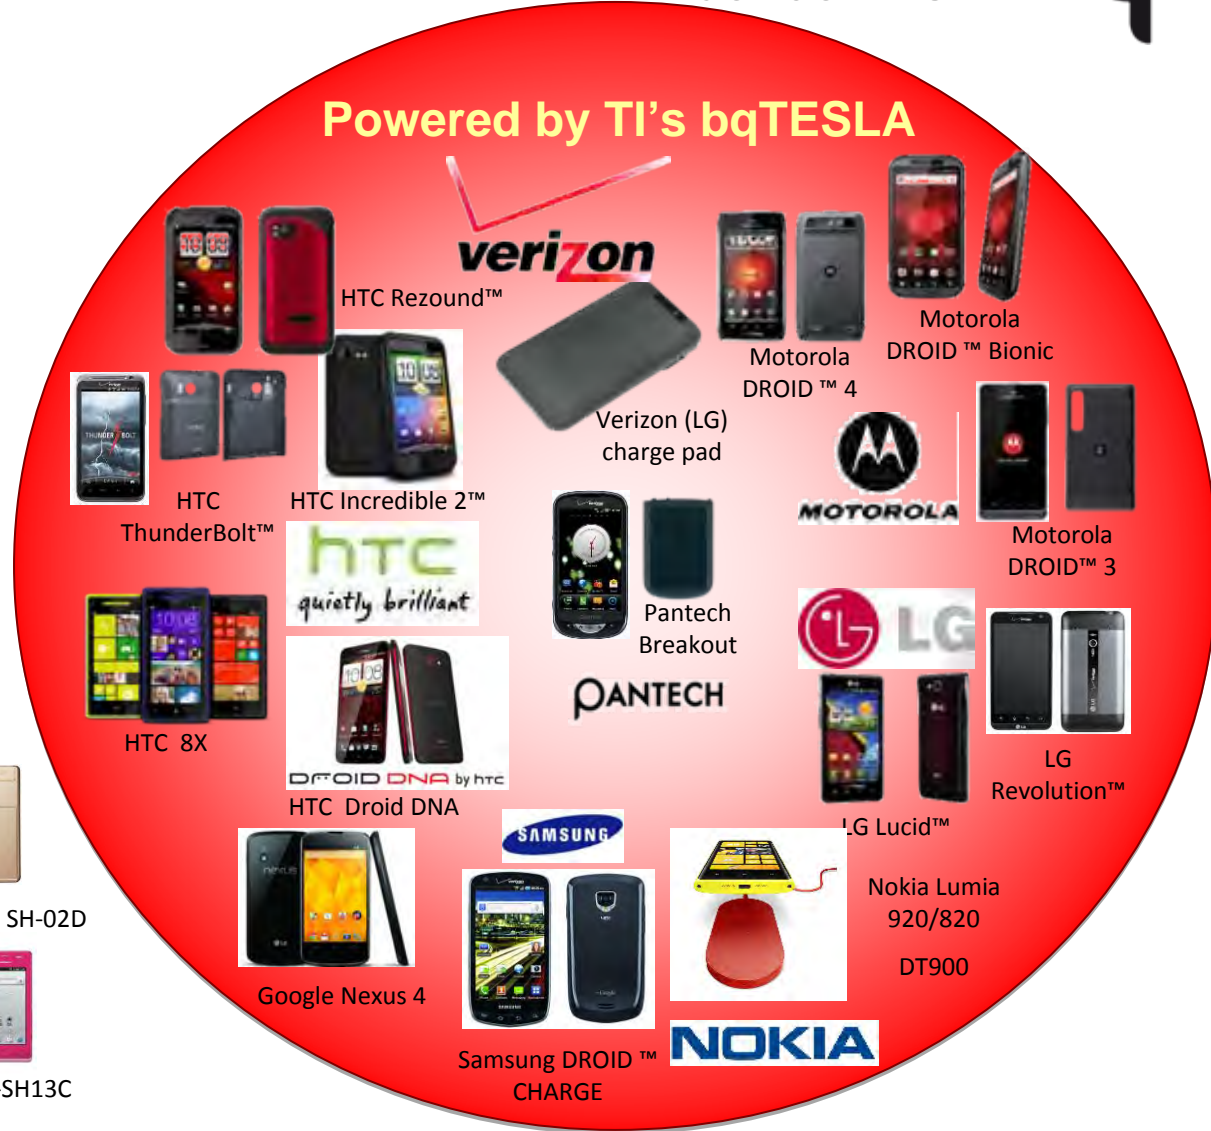 Powered by TI's bqTESLA
verizon
HTC Rezound™
Motorola
DROID ™ 4
Motorola
DROID ™ Bionic
Verizon (LG)
charge pad
HTC
ThunderBolt™
HTC Incredible 2™
MOTOROLA
Motorola
DROID™ 3
hTC
quietly brilliant
Pantech
Breakout
PANTECH
LG
HTC 8X
DROID DNA by hTC
HTC Droid DNA
LG
Revolution™
LG Lucid™
SAMSUNG
nexus
Google Nexus 4
Nokia Lumia
920/820
DT900
SH-02D
Samsung DROID ™
CHARGE
NOKIA
-SH13C